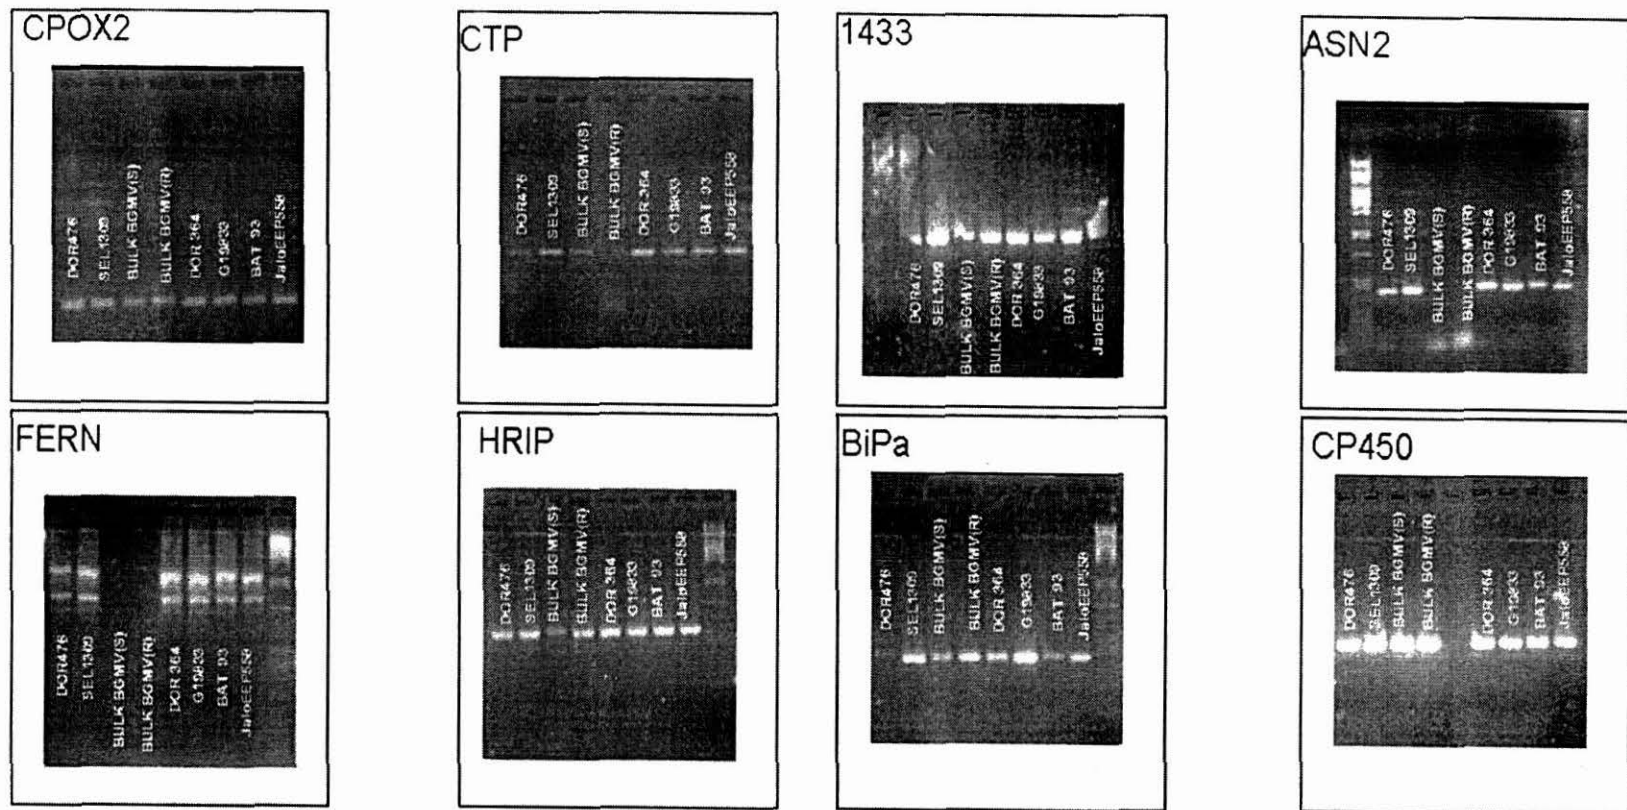 CPOX2
DOR476
SEL1309
BULK BGMV(S)
BULK BGMV(R)
DOR 364
G19833
BAT 93
JaloEEP558
CTP
DOR476
SEL1309
BULK BGMV(S)
BULK BGMV(R)
DOR 364
G19833
BAT 93
JaloEEP558
1433
DOR476
SEL1309
BULK BGMV(S)
BULK BGMV(R)
DOR 364
G19833
BAT 93
JaloEEP558
ASN2
DOR476
SEL1309
BULK BGMV(S)
BULK BGMV(R)
DOR 364
G19833
BAT 93
JaloEEP558
FERN
DOR476
SEL1309
BULK BGMV(S)
BULK BGMV(R)
DOR 364
G19833
BAT 93
JaloEEP558
HRIP
DOR476
SEL1309
BULK BGMV(S)
BULK BGMV(R)
DOR 364
G19833
BAT 93
JaloEEP558
BiPa
DOR476
SEL1309
BULK BGMV(S)
BULK BGMV(R)
DOR 364
G19833
BAT 93
JaloEEP558
CP450
DOR476
SEL1309
BULK BGMV(S)
BULK BGMV(R)
DOR 364
G19833
BAT 93
JaloEEP558